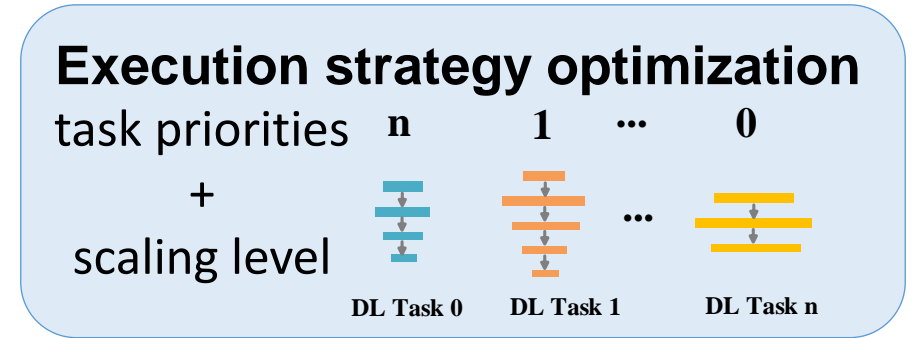 Execution strategy optimization
task priorities n 1 ... 0
+
...
scaling level
DL Task 0 DL Task 1 DL Task n